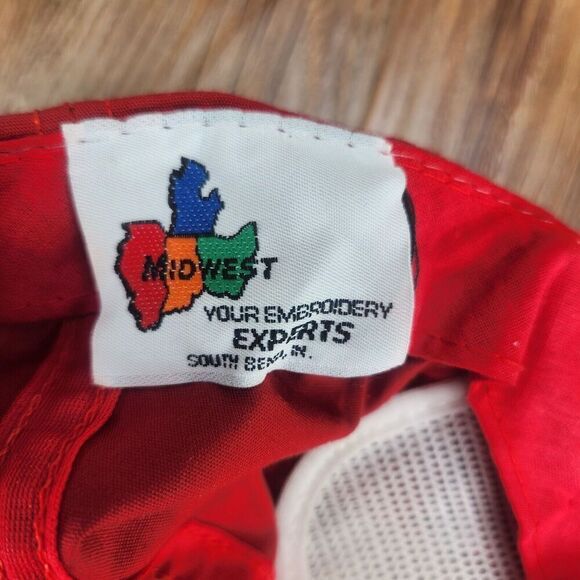 MIDWEST
YOUR EMBROIDERY
EXPERTS
SOUTH BEND, IN.